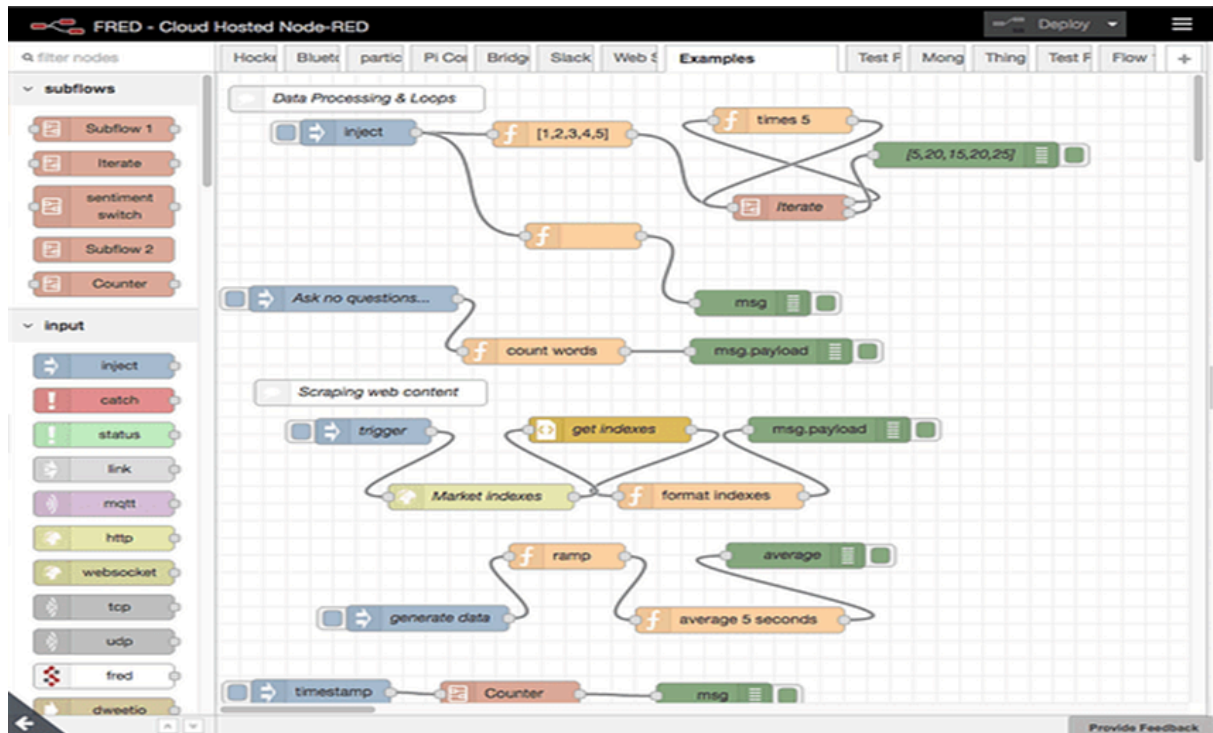 FRED - Cloud Hosted Node-RED
Deploy
filter nodes
Hocke
Blueto
partic
Pi Cor
Bridge
Slack
Web S
Examples
Test F
Mong
Thing
Test F
Flow
+
subflows
Subflow 1
Iterate
sentiment
switch
Subflow 2
Counter
input
inject
catch
status
link
mqtt
http
websocket
tcp
udp
fred
dweetio
Data Processing & Loops
inject
[1,2,3,4,5]
times 5
[5,20,15,20,25]
Iterate
Ask no questions...
msg
count words
msg.payload
Scraping web content
trigger
get indexes
msg.payload
Market indexes
format indexes
ramp
average
generate data
average 5 seconds
timestamp
Counter
msg
Provide Feedback